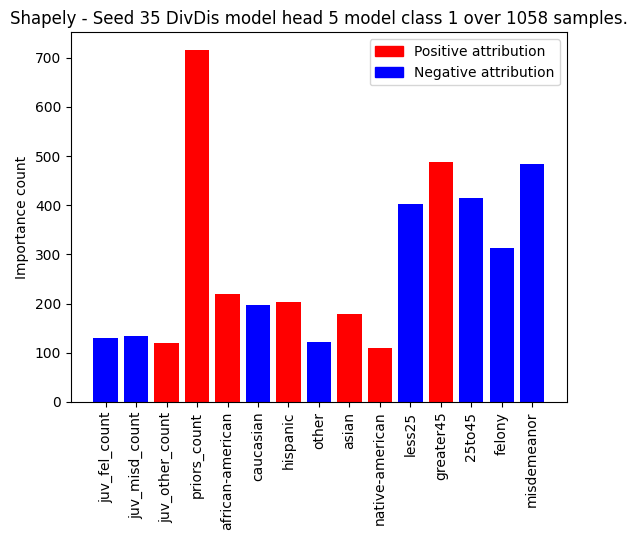 Shapely - Seed 35 DivDis model head 5 model class 1 over 1058 samples.
Positive attribution
Negative attribution
Importance count
700
600
500
400
300
200
100
0
juv_fel_count
juv_misd_count
juv_other_count
priors_count
african-american
caucasian
hispanic
other
asian
native-american
less25
greater45
25to45
felony
misdemeanor